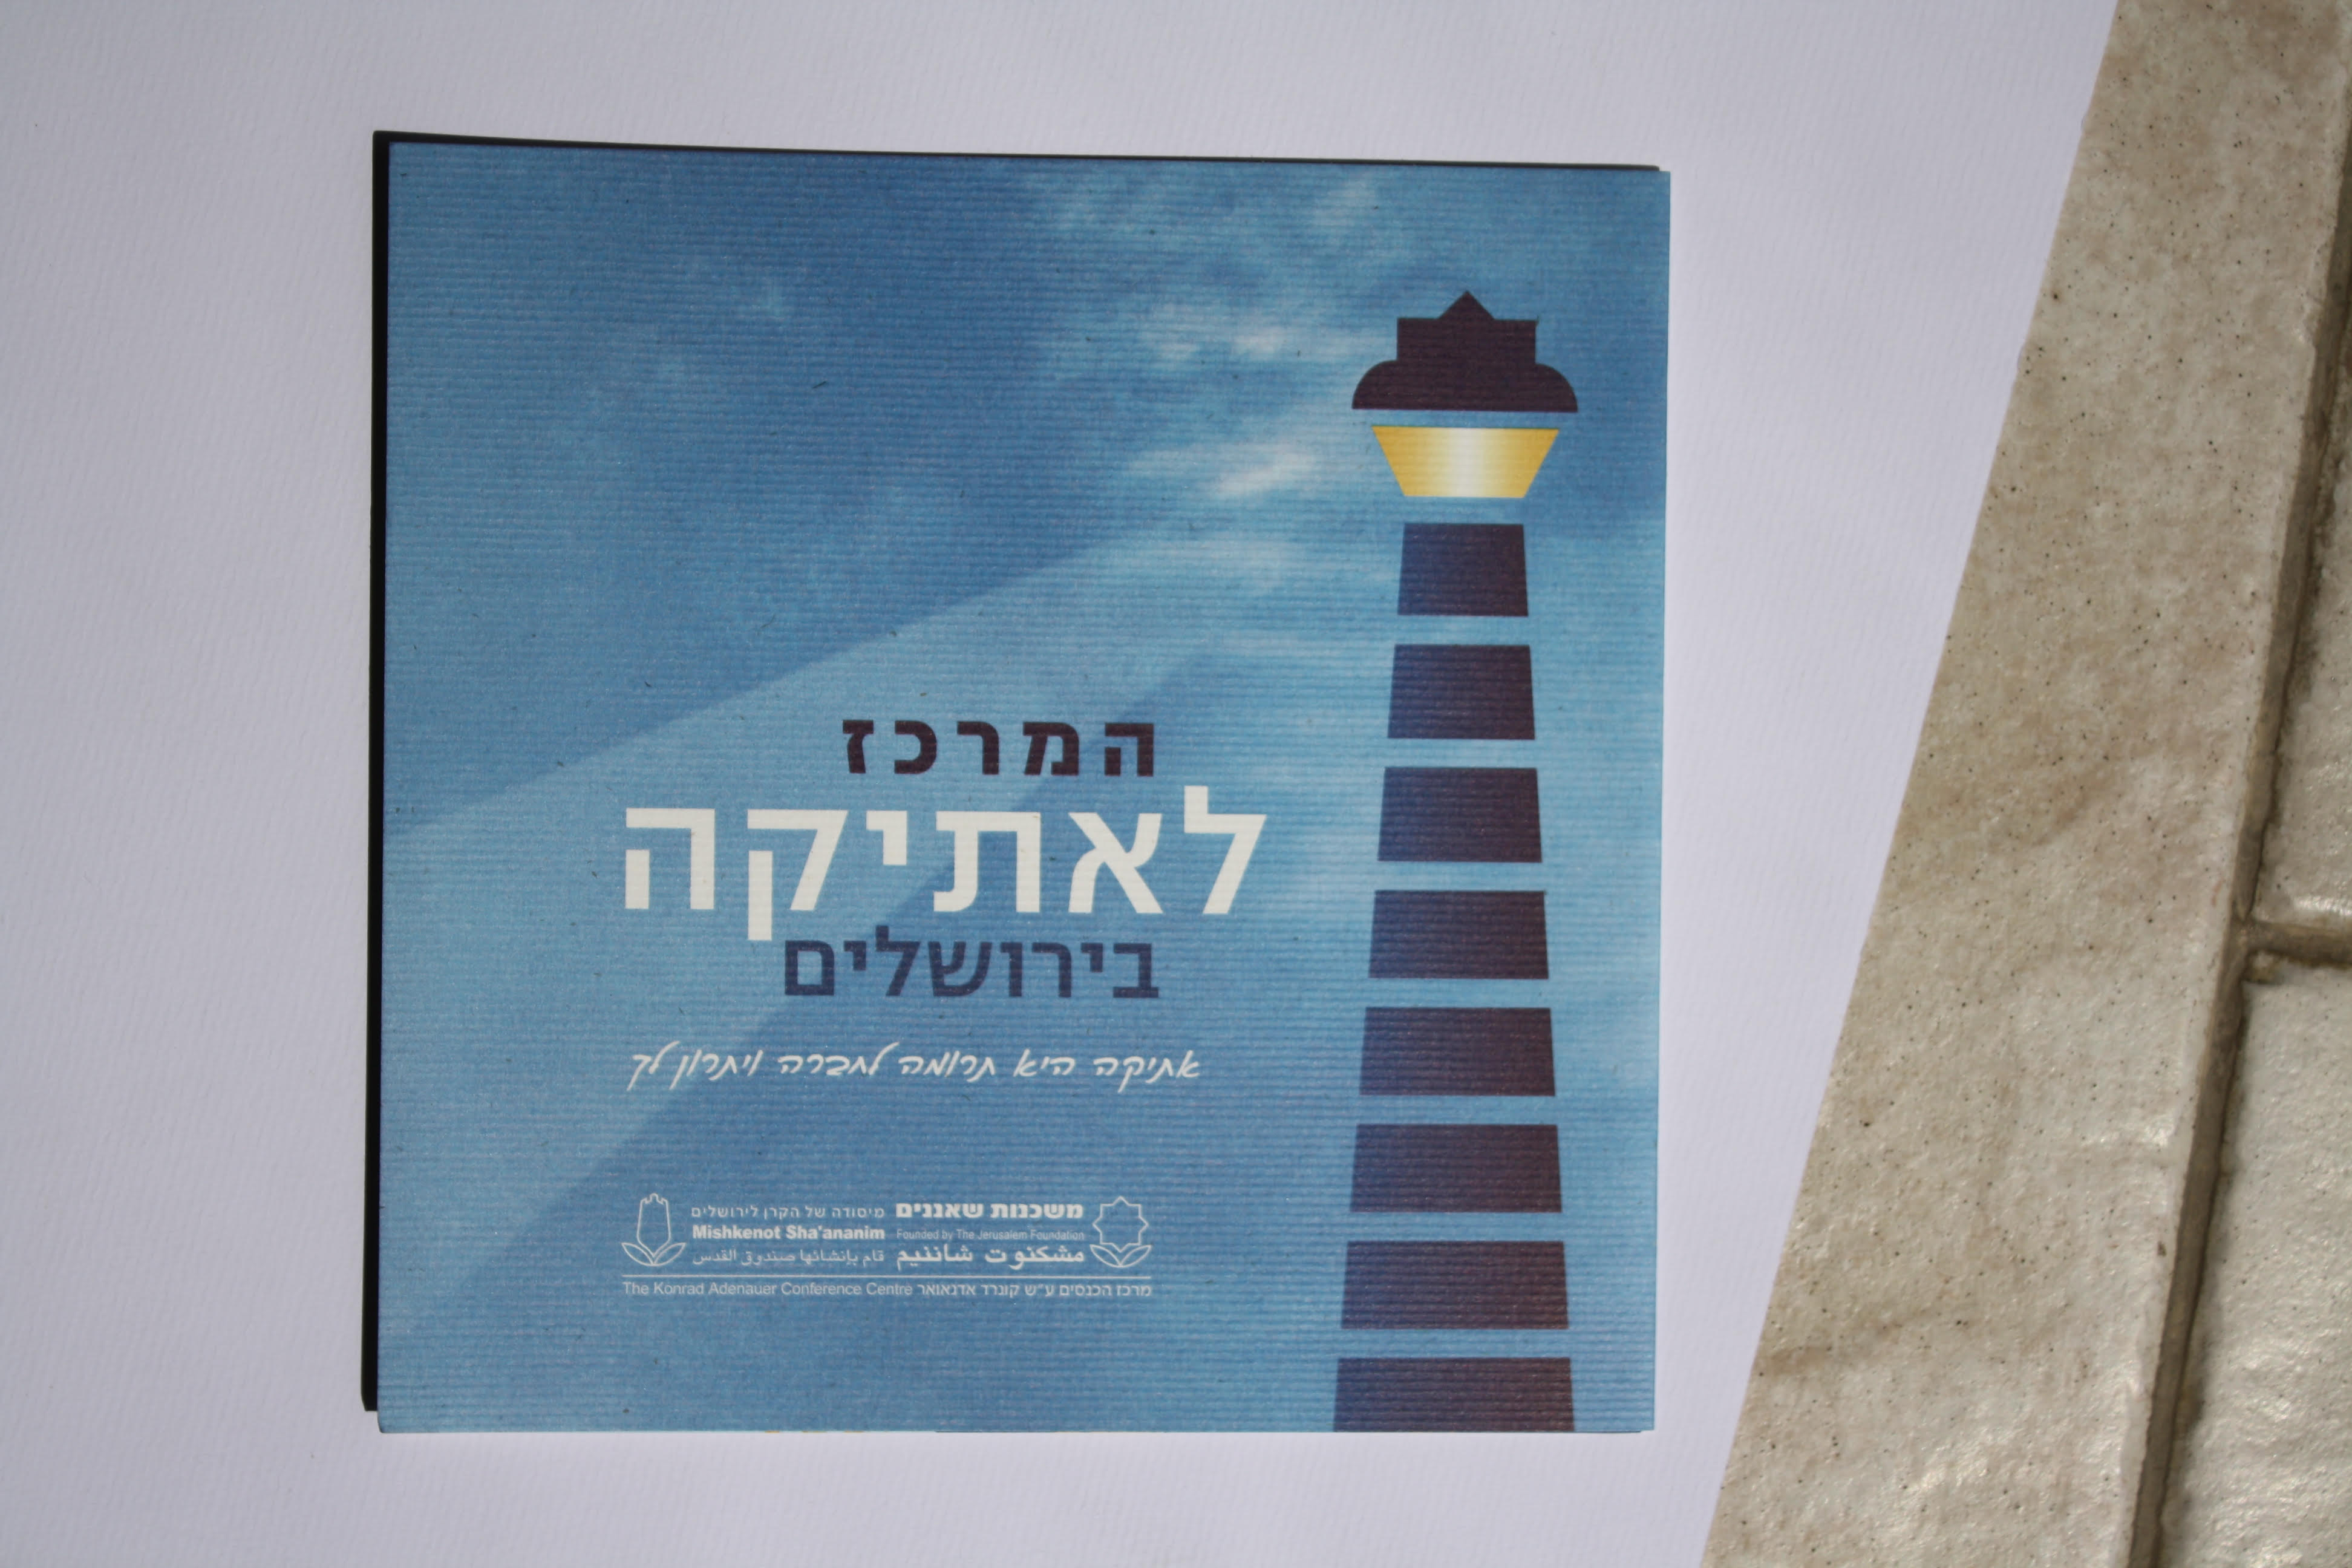 המרכז
לאתיקה
בירושלים
אתיקה היא תרומה לחברה ויתרון לך
משכנות שאננים מיסודה של הקרן לירושלים
Mishkenot Sha'ananim Founded by The Jerusalem Foundation
مشكنوت شاننيم قام بإنشائها صندوق القدس
The Konrad Adenauer Conference Centre מרכז הכנסים ע״ש קונרד אדנאואר